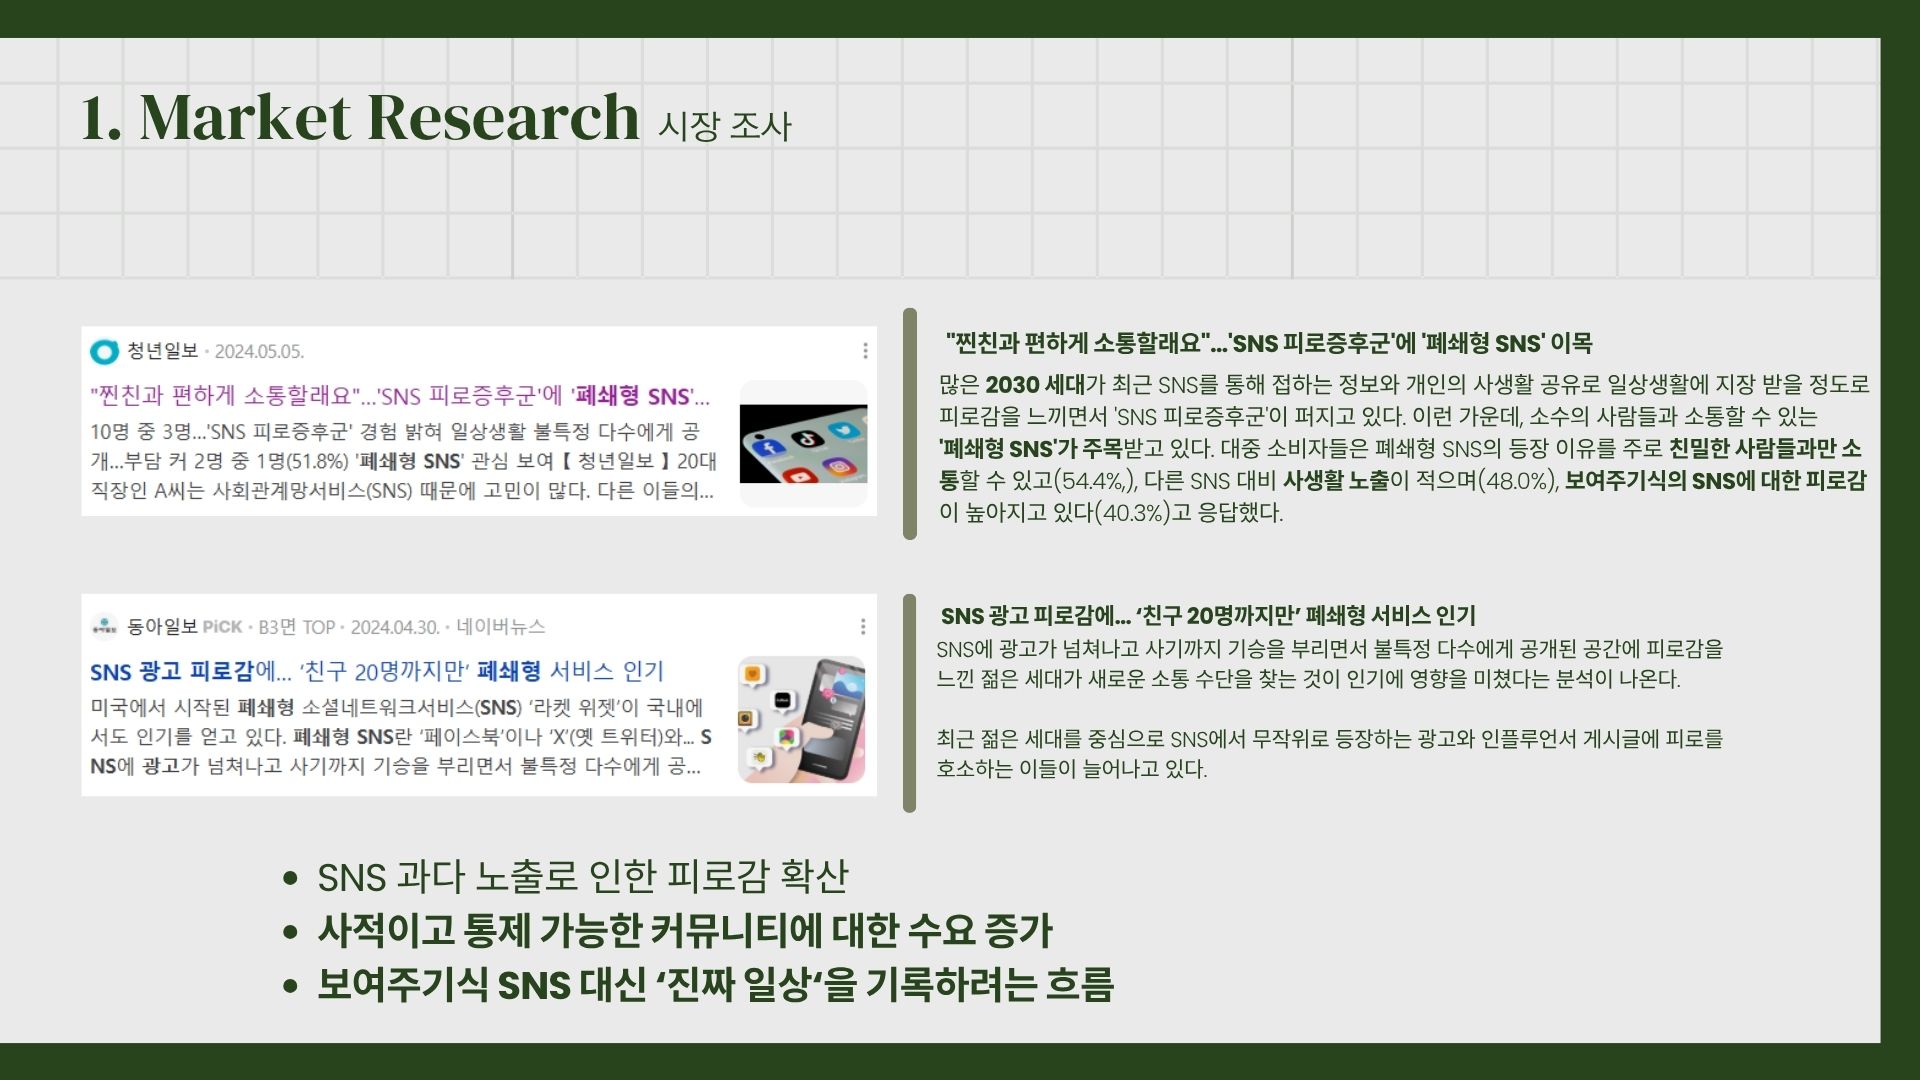 1. Market Research 시장 조사
청년일보 · 2024.05.05.
"찐친과 편하게 소통할래요"...'SNS 피로증후군'에 '폐쇄형 SNS'...
10명 중 3명...'SNS 피로증후군' 경험 밝혀 일상생활 불특정 다수에게 공
개...부담 커 2명 중 1명(51.8%) '폐쇄형 SNS' 관심 보여【 청년일보 】20대
직장인 A씨는 사회관계망서비스(SNS) 때문에 고민이 많다. 다른 이들의...
"찐친과 편하게 소통할래요"...'SNS 피로증후군'에 '폐쇄형 SNS' 이목
많은 2030 세대가 최근 SNS를 통해 접하는 정보와 개인의 사생활 공유로 일상생활에 지장 받을 정도로
피로감을 느끼면서 'SNS 피로증후군'이 퍼지고 있다. 이런 가운데, 소수의 사람들과 소통할 수 있는
'폐쇄형 SNS'가 주목받고 있다. 대중 소비자들은 폐쇄형 SNS의 등장 이유를 주로 친밀한 사람들과만 소
통할 수 있고(54.4%,), 다른 SNS 대비 사생활 노출이 적으며(48.0%), 보여주기식의 SNS에 대한 피로감
이 높아지고 있다(40.3%)고 응답했다.
동아일보 PiCK · B3면 TOP · 2024.04.30. · 네이버뉴스
SNS 광고 피로감에... ‘친구 20명까지만’ 폐쇄형 서비스 인기
미국에서 시작된 폐쇄형 소셜네트워크서비스(SNS) ‘라켓 위젯’이 국내에
서도 인기를 얻고 있다. 폐쇄형 SNS란 ‘페이스북’이나 ‘X’(옛 트위터)와... S
NS에 광고가 넘쳐나고 사기까지 기승을 부리면서 불특정 다수에게 공...
SNS 광고 피로감에... ‘친구 20명까지만’ 폐쇄형 서비스 인기
SNS에 광고가 넘쳐나고 사기까지 기승을 부리면서 불특정 다수에게 공개된 공간에 피로감을
느낀 젊은 세대가 새로운 소통 수단을 찾는 것이 인기에 영향을 미쳤다는 분석이 나온다.
최근 젊은 세대를 중심으로 SNS에서 무작위로 등장하는 광고와 인플루언서 게시글에 피로를
호소하는 이들이 늘어나고 있다.
• SNS 과다 노출로 인한 피로감 확산
• 사적이고 통제 가능한 커뮤니티에 대한 수요 증가
• 보여주기식 SNS 대신 ‘진짜 일상‘을 기록하려는 흐름